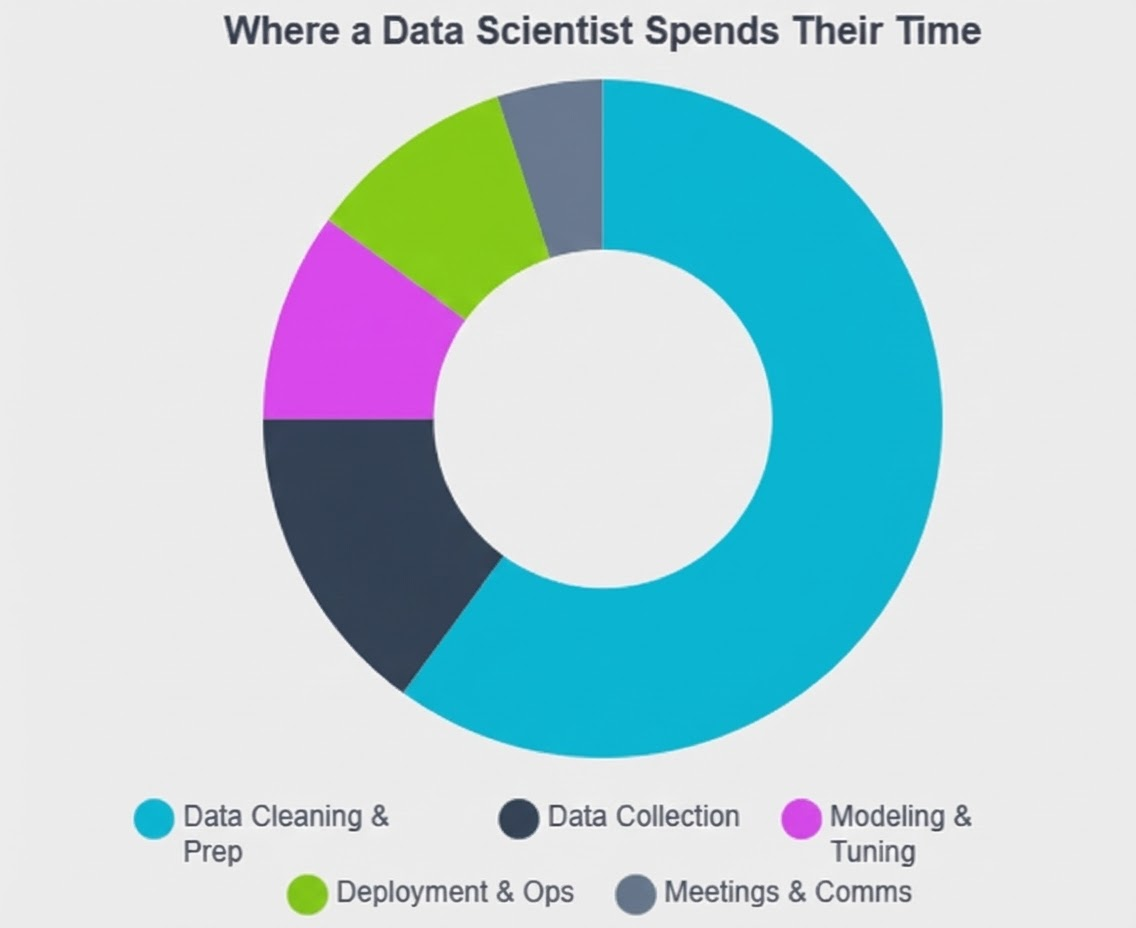 Where a Data Scientist Spends Their Time
Data Cleaning &
Prep
Data Collection
Modeling &
Tuning
Deployment & Ops
Meetings & Comms